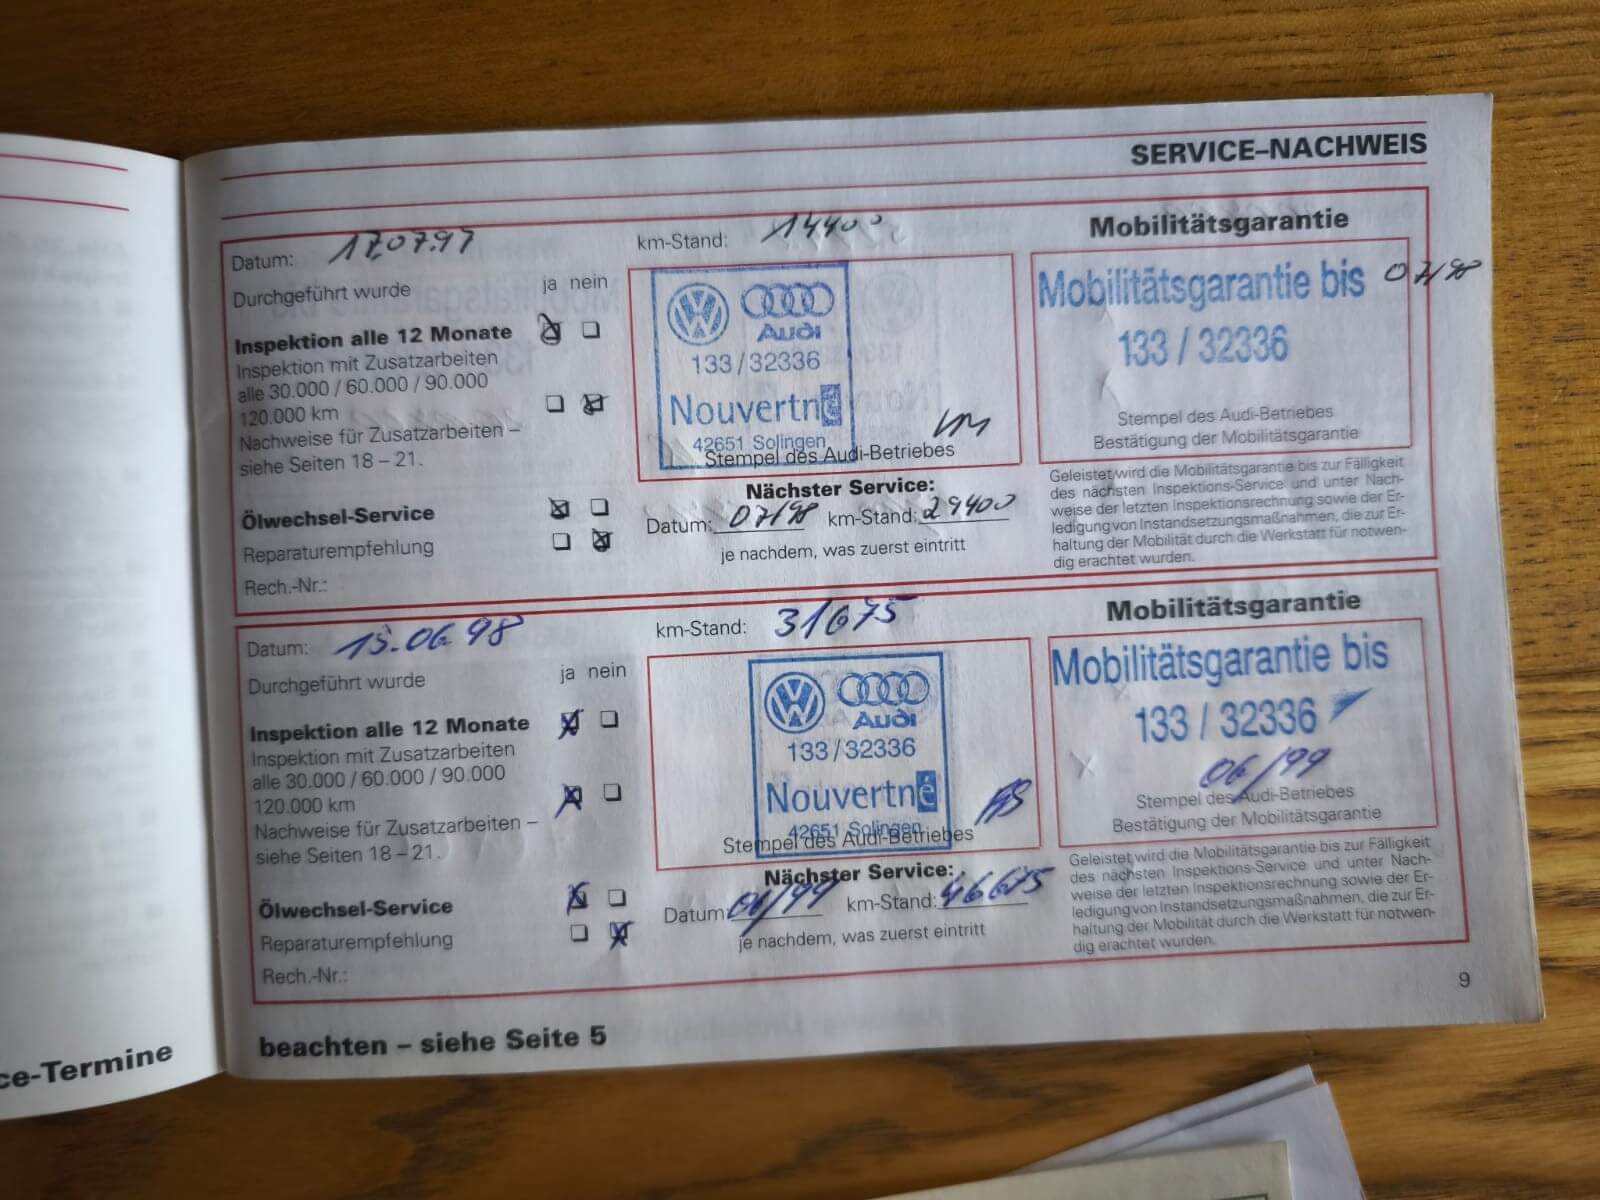 SERVICE–NACHWEIS
Datum: 17.07.97
km-Stand: 14400
Durchgeführt wurde
ja nein
Inspektion alle 12 Monate
Inspektion mit Zusatzarbeiten
alle 30.000 / 60.000 / 90.000
120.000 km
Nachweise für Zusatzarbeiten –
siehe Seiten 18 – 21.
Ölwechsel-Service
Reparaturempfehlung
Rech.-Nr.:
Audi
133/32336
Nouvertné
42651 Solingen
Stempel des Audi-Betriebes
Nächster Service:
Datum: 07/98 km-Stand: 29400
je nachdem, was zuerst eintritt
Mobilitätsgarantie
Mobilitätsgarantie bis 07/98
133 / 32336
Stempel des Audi-Betriebes
Bestätigung der Mobilitätsgarantie
Geleistet wird die Mobilitätsgarantie bis zur Fälligkeit
des nächsten Inspektions-Service und unter Nach-
weise der letzten Inspektionsrechnung sowie der Er-
ledigung von Instandsetzungsmaßnahmen, die zur Er-
haltung der Mobilität durch die Werkstatt für notwen-
dig erachtet wurden.
Datum: 15.06.98
km-Stand: 31675
Durchgeführt wurde
ja nein
Inspektion alle 12 Monate
Inspektion mit Zusatzarbeiten
alle 30.000 / 60.000 / 90.000
120.000 km
Nachweise für Zusatzarbeiten –
siehe Seiten 18 – 21.
Ölwechsel-Service
Reparaturempfehlung
Rech.-Nr.:
Audi
133/32336
Nouvertné
42651 Solingen
Stempel des Audi-Betriebes
Nächster Service:
Datum: 06/99 km-Stand: 46675
je nachdem, was zuerst eintritt
Mobilitätsgarantie
Mobilitätsgarantie bis
133 / 32336
06/99
Stempel des Audi-Betriebes
Bestätigung der Mobilitätsgarantie
Geleistet wird die Mobilitätsgarantie bis zur Fälligkeit
des nächsten Inspektions-Service und unter Nach-
weise der letzten Inspektionsrechnung sowie der Er-
ledigung von Instandsetzungsmaßnahmen, die zur Er-
haltung der Mobilität durch die Werkstatt für notwen-
dig erachtet wurden.
9
ce-Termine
beachten – siehe Seite 5